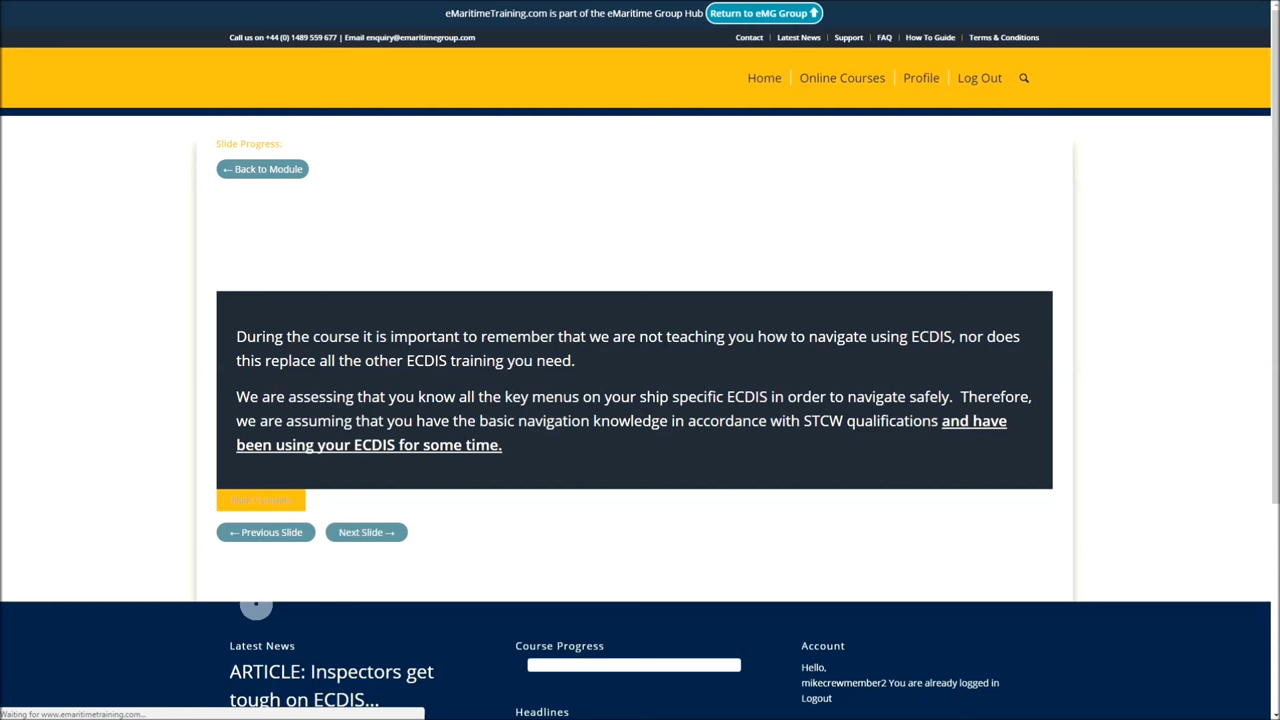 eMaritimeTraining.com is part of the eMaritime Group Hub Return to eMG Group
Call us on +44 (0) 1489 559 677 | Email enquiry@emaritimegroup.com
Contact | Latest News | Support | FAQ | How To Guide | Terms & Conditions
Home | Online Courses | Profile | Log Out
Slide Progress:
← Back to Module
During the course it is important to remember that we are not teaching you how to navigate using ECDIS, nor does
this replace all the other ECDIS training you need.
We are assessing that you know all the key menus on your ship specific ECDIS in order to navigate safely. Therefore,
we are assuming that you have the basic navigation knowledge in accordance with STCW qualifications and have
been using your ECDIS for some time.
← Previous Slide
Next Slide →
Latest News
ARTICLE: Inspectors get
tough on ECDIS...
Course Progress
Headlines
Account
Hello,
mikecrewmember2 You are already logged in
Logout
Waiting for www.emaritimetraining.com...